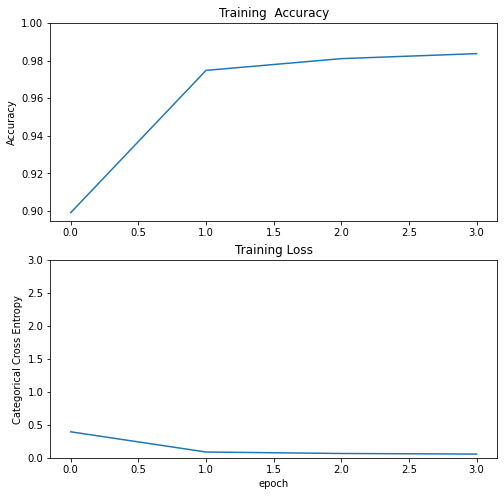 Training  Accuracy
1.00
0.98
0.96
0.94
0.92
0.90
Accuracy
0.0 0.5 1.0 1.5 2.0 2.5 3.0
Training Loss
3.0
2.5
2.0
1.5
1.0
0.5
0.0
Categorical Cross Entropy
0.0 0.5 1.0 1.5 2.0 2.5 3.0
epoch